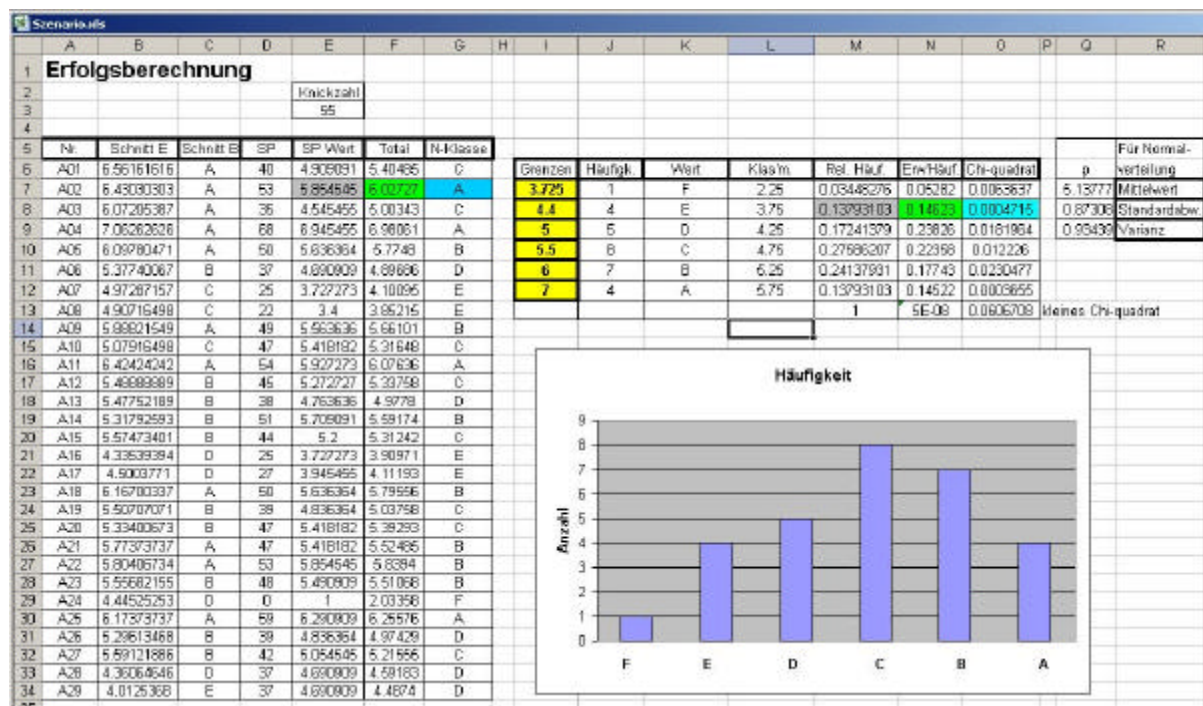 Szenario.xls
A B C D E F G H I J K L M N O P Q R
1 Erfolgsberechnung
2 Knickzahl
3 55
4
5 Nr. Schnitt E Schnitt B SP SP Wert Total N-Klasse Für Normal-
6 A01 6.56161616 A 40 4.909091 5.40485 C Grenzen Häufigk. Wert Klas'm. Rel. Häuf. Erw'Häuf Chi-quadrat p verteilung
7 A02 6.43030303 A 53 5.854545 6.02727 A 3.725 1 F 2.25 0.03448276 0.05282 0.0063637 5.13777 Mittelwert
8 A03 6.07205387 A 36 4.545455 5.00343 C 4.4 4 E 3.75 0.13793103 0.14623 0.0004715 0.87308 Standardabw.
9 A04 7.06262626 A 68 6.945455 6.98061 A 5 5 D 4.25 0.17241379 0.23826 0.0181964 0.93439 Varianz
10 A05 6.09780471 A 50 5.636364 5.7748 B 5.5 8 C 4.75 0.27586207 0.22358 0.012226
11 A06 5.37740067 B 37 4.690909 4.89686 D 6 7 B 5.25 0.24137931 0.17743 0.0230477
12 A07 4.97287157 C 25 3.727273 4.10095 E 7 4 A 5.75 0.13793103 0.14522 0.0003655
13 A08 4.90716498 C 22 3.4 3.85215 E 1 5E-08 0.0606708 kleines Chi-quadrat
14 A09 5.88821549 A 49 5.563636 5.66101 B
15 A10 5.07916498 C 47 5.418182 5.31648 C
16 A11 6.42424242 A 54 5.927273 6.07636 A
17 A12 5.48888889 B 45 5.272727 5.33758 C
18 A13 5.47752189 B 38 4.763636 4.9778 D
19 A14 5.31792593 B 51 5.709091 5.59174 B
20 A15 5.57473401 B 44 5.2 5.31242 C
21 A16 4.33539394 D 25 3.727273 3.90971 E
22 A17 4.5003771 D 27 3.945455 4.11193 E
23 A18 6.16700337 A 50 5.636364 5.79556 B
24 A19 5.50707071 B 39 4.836364 5.03758 C
25 A20 5.33400673 B 47 5.418182 5.39293 C
26 A21 5.77373737 A 47 5.418182 5.52485 B
27 A22 5.80406734 A 53 5.854545 5.8394 B
28 A23 5.55682155 B 48 5.490909 5.51068 B
29 A24 4.44525253 D 0 1 2.03358 F
30 A25 6.17373737 A 59 6.290909 6.25576 A
31 A26 5.29613468 B 39 4.836364 4.97429 D
32 A27 5.59121886 B 42 5.054545 5.21556 C
33 A28 4.36064646 D 37 4.690909 4.59183 D
34 A29 4.0125368 E 37 4.690909 4.4874 D
Häufigkeit
Anzahl
9
8
7
6
5
4
3
2
1
0
F E D C B A